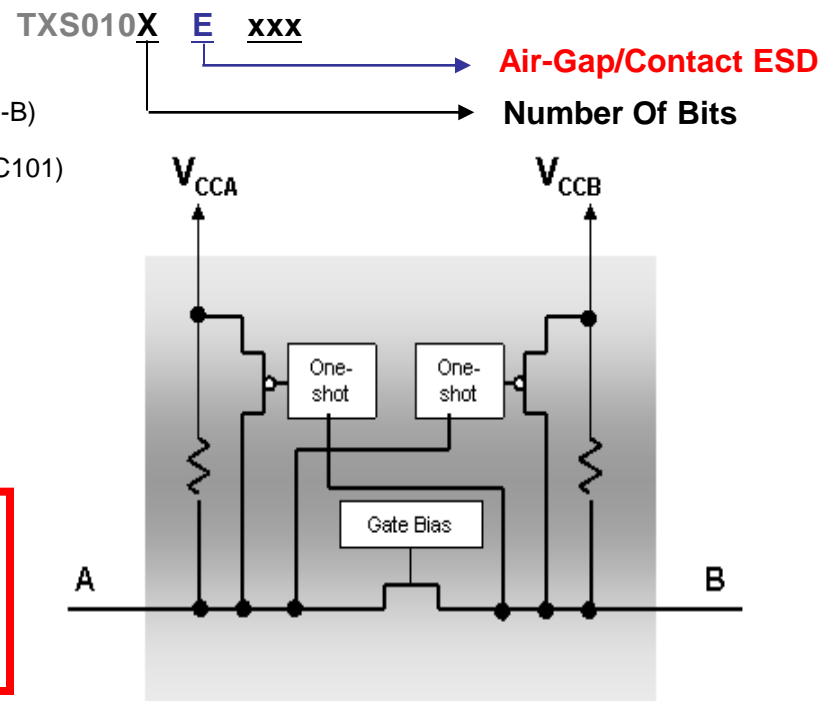 TXS010X E xxx
Air-Gap/Contact ESD
-B) Number Of Bits
C101)
VCCA VCCB
One-
shot
One-
shot
Gate Bias
A B